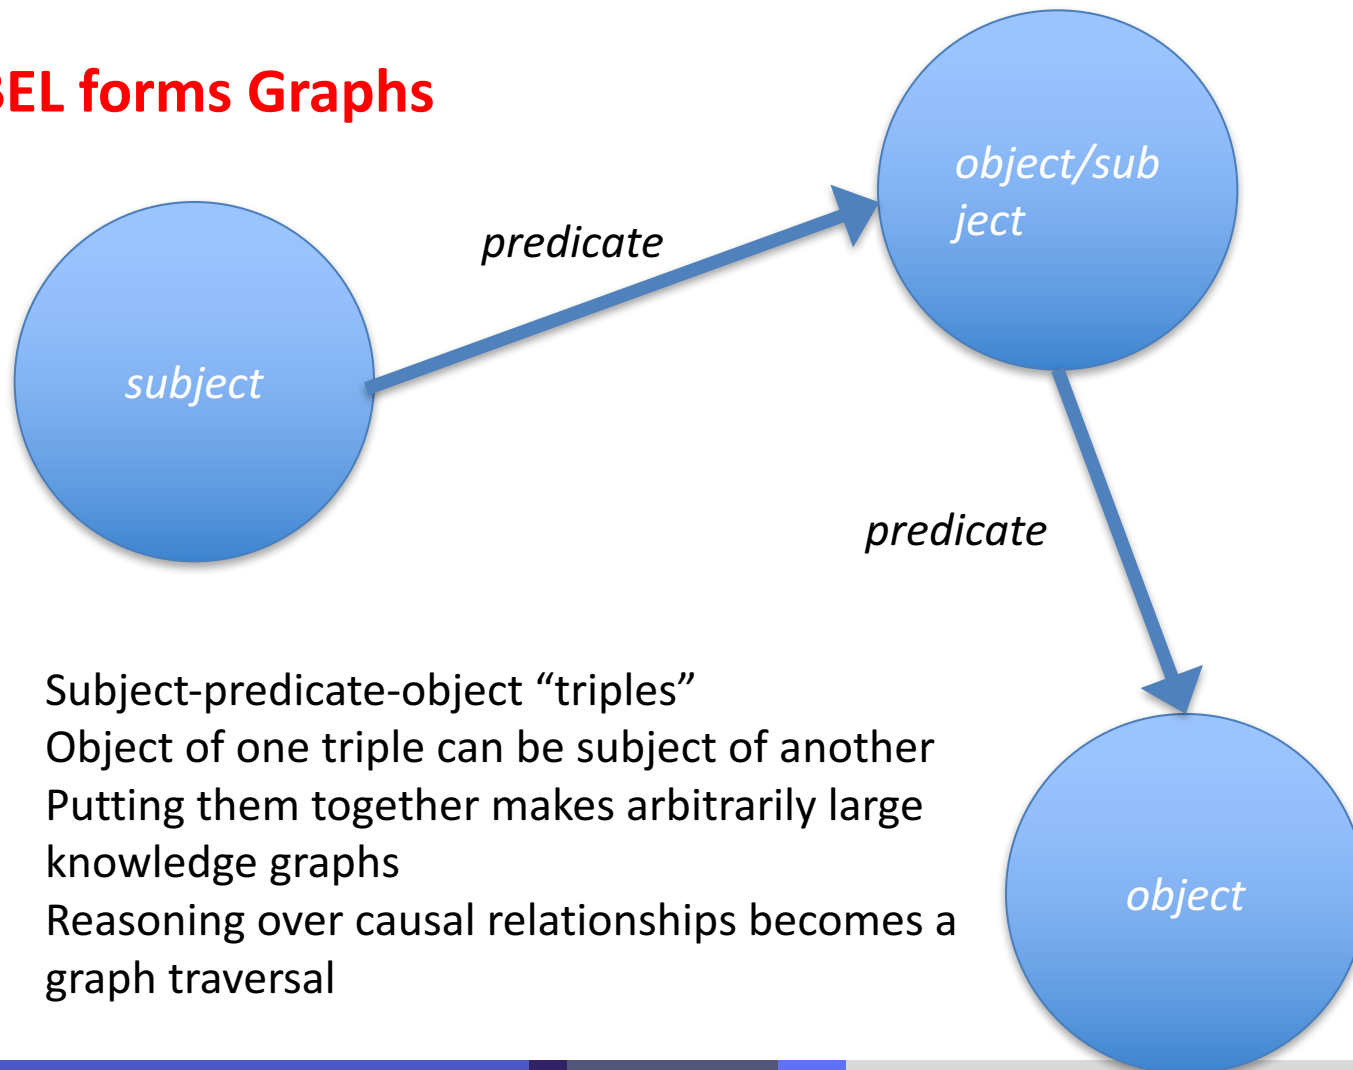 BEL forms Graphs
object/sub
ject
predicate
subject
predicate
Subject-predicate-object “triples”
Object of one triple can be subject of another
Putting them together makes arbitrarily large
knowledge graphs
Reasoning over causal relationships becomes a
graph traversal
object